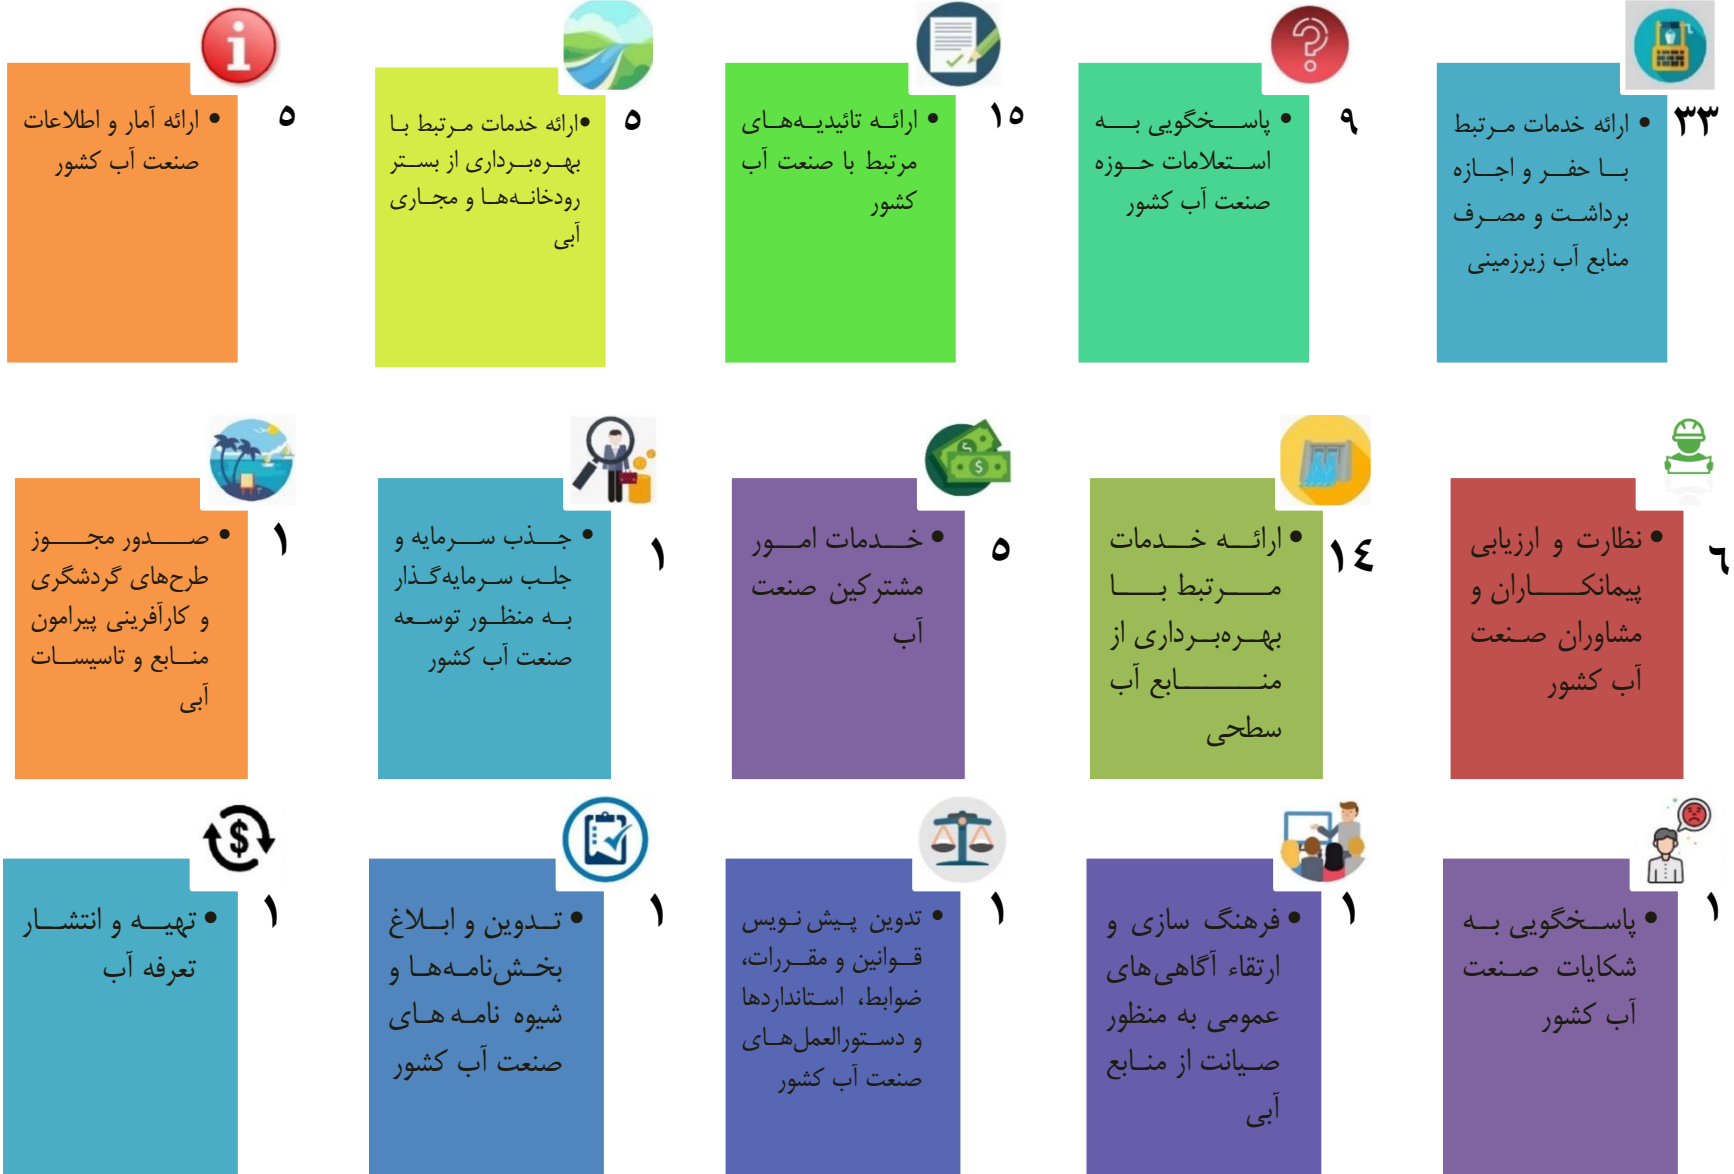 ۳۳
• ارائه خدمات مرتبط
با حفر و اجازه
برداشت و مصرف
منابع آب زیرزمینی
۹
• پاسخگویی به
استعلامات حوزه
صنعت آب کشور
۱۵
• ارائه تائیدیه‌های
مرتبط با صنعت آب
کشور
۵
• ارائه خدمات مرتبط با
بهره‌برداری از بستر
رودخانه‌ها و مجاری
آبی
۵
• ارائه آمار و اطلاعات
صنعت آب کشور
٦
• نظارت و ارزیابی
پیمانکاران و
مشاوران صنعت
آب کشور
١٤
• ارائه خدمات
مرتبط با
بهره‌برداری از
منابع آب
سطحی
۵
• خدمات امور
مشترکین صنعت
آب
۱
• جذب سرمایه و
جلب سرمایه‌گذار
به منظور توسعه
صنعت آب کشور
۱
• صدور مجوز
طرح‌های گردشگری
و کارآفرینی پیرامون
منابع و تاسیسات
آبی
۱
• پاسخگویی به
شکایات صنعت
آب کشور
۱
• فرهنگ سازی و
ارتقاء آگاهی‌های
عمومی به منظور
صیانت از منابع
آبی
۱
• تدوین پیش‌نویس
قوانین و مقررات،
ضوابط، استانداردها
و دستورالعمل‌های
صنعت آب کشور
۱
• تدوین و ابلاغ
بخش‌نامه‌ها و
شیوه نامه های
صنعت آب کشور
۱
• تهیه و انتشار
تعرفه آب